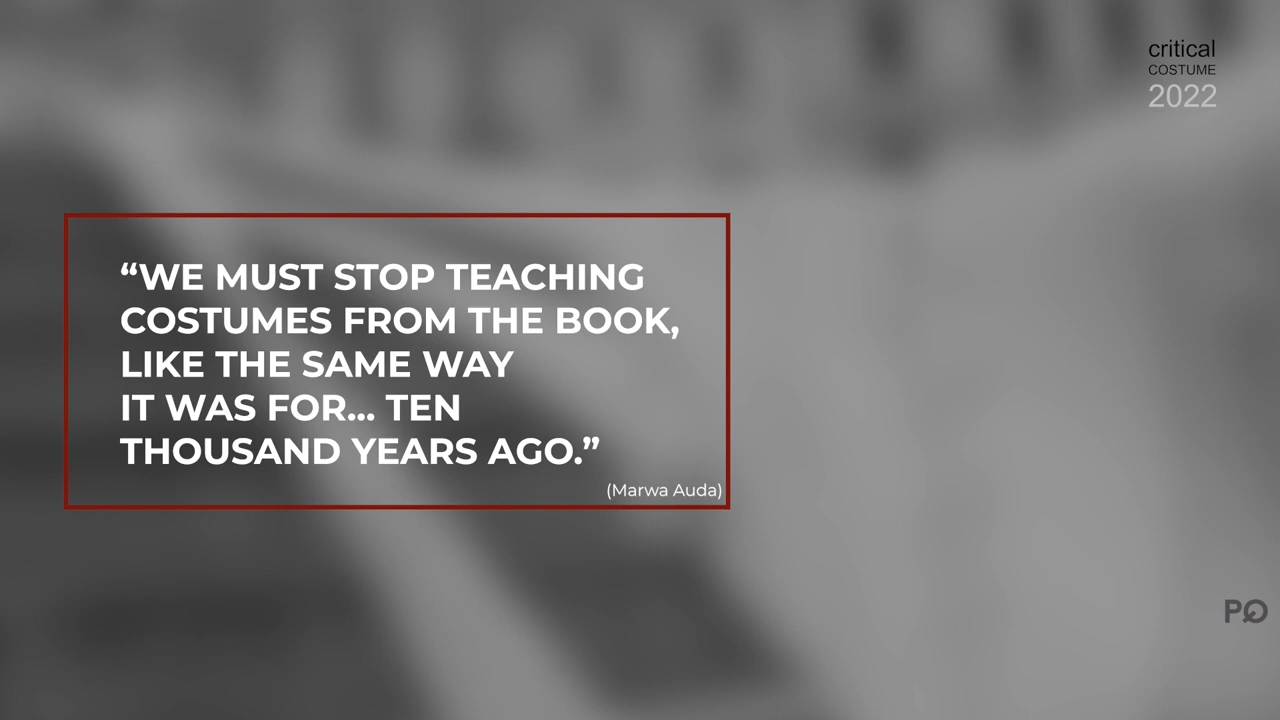 critical
COSTUME
2022
“WE MUST STOP TEACHING
COSTUMES FROM THE BOOK,
LIKE THE SAME WAY
IT WAS FOR... TEN
THOUSAND YEARS AGO.”
(Marwa Auda)
PQ